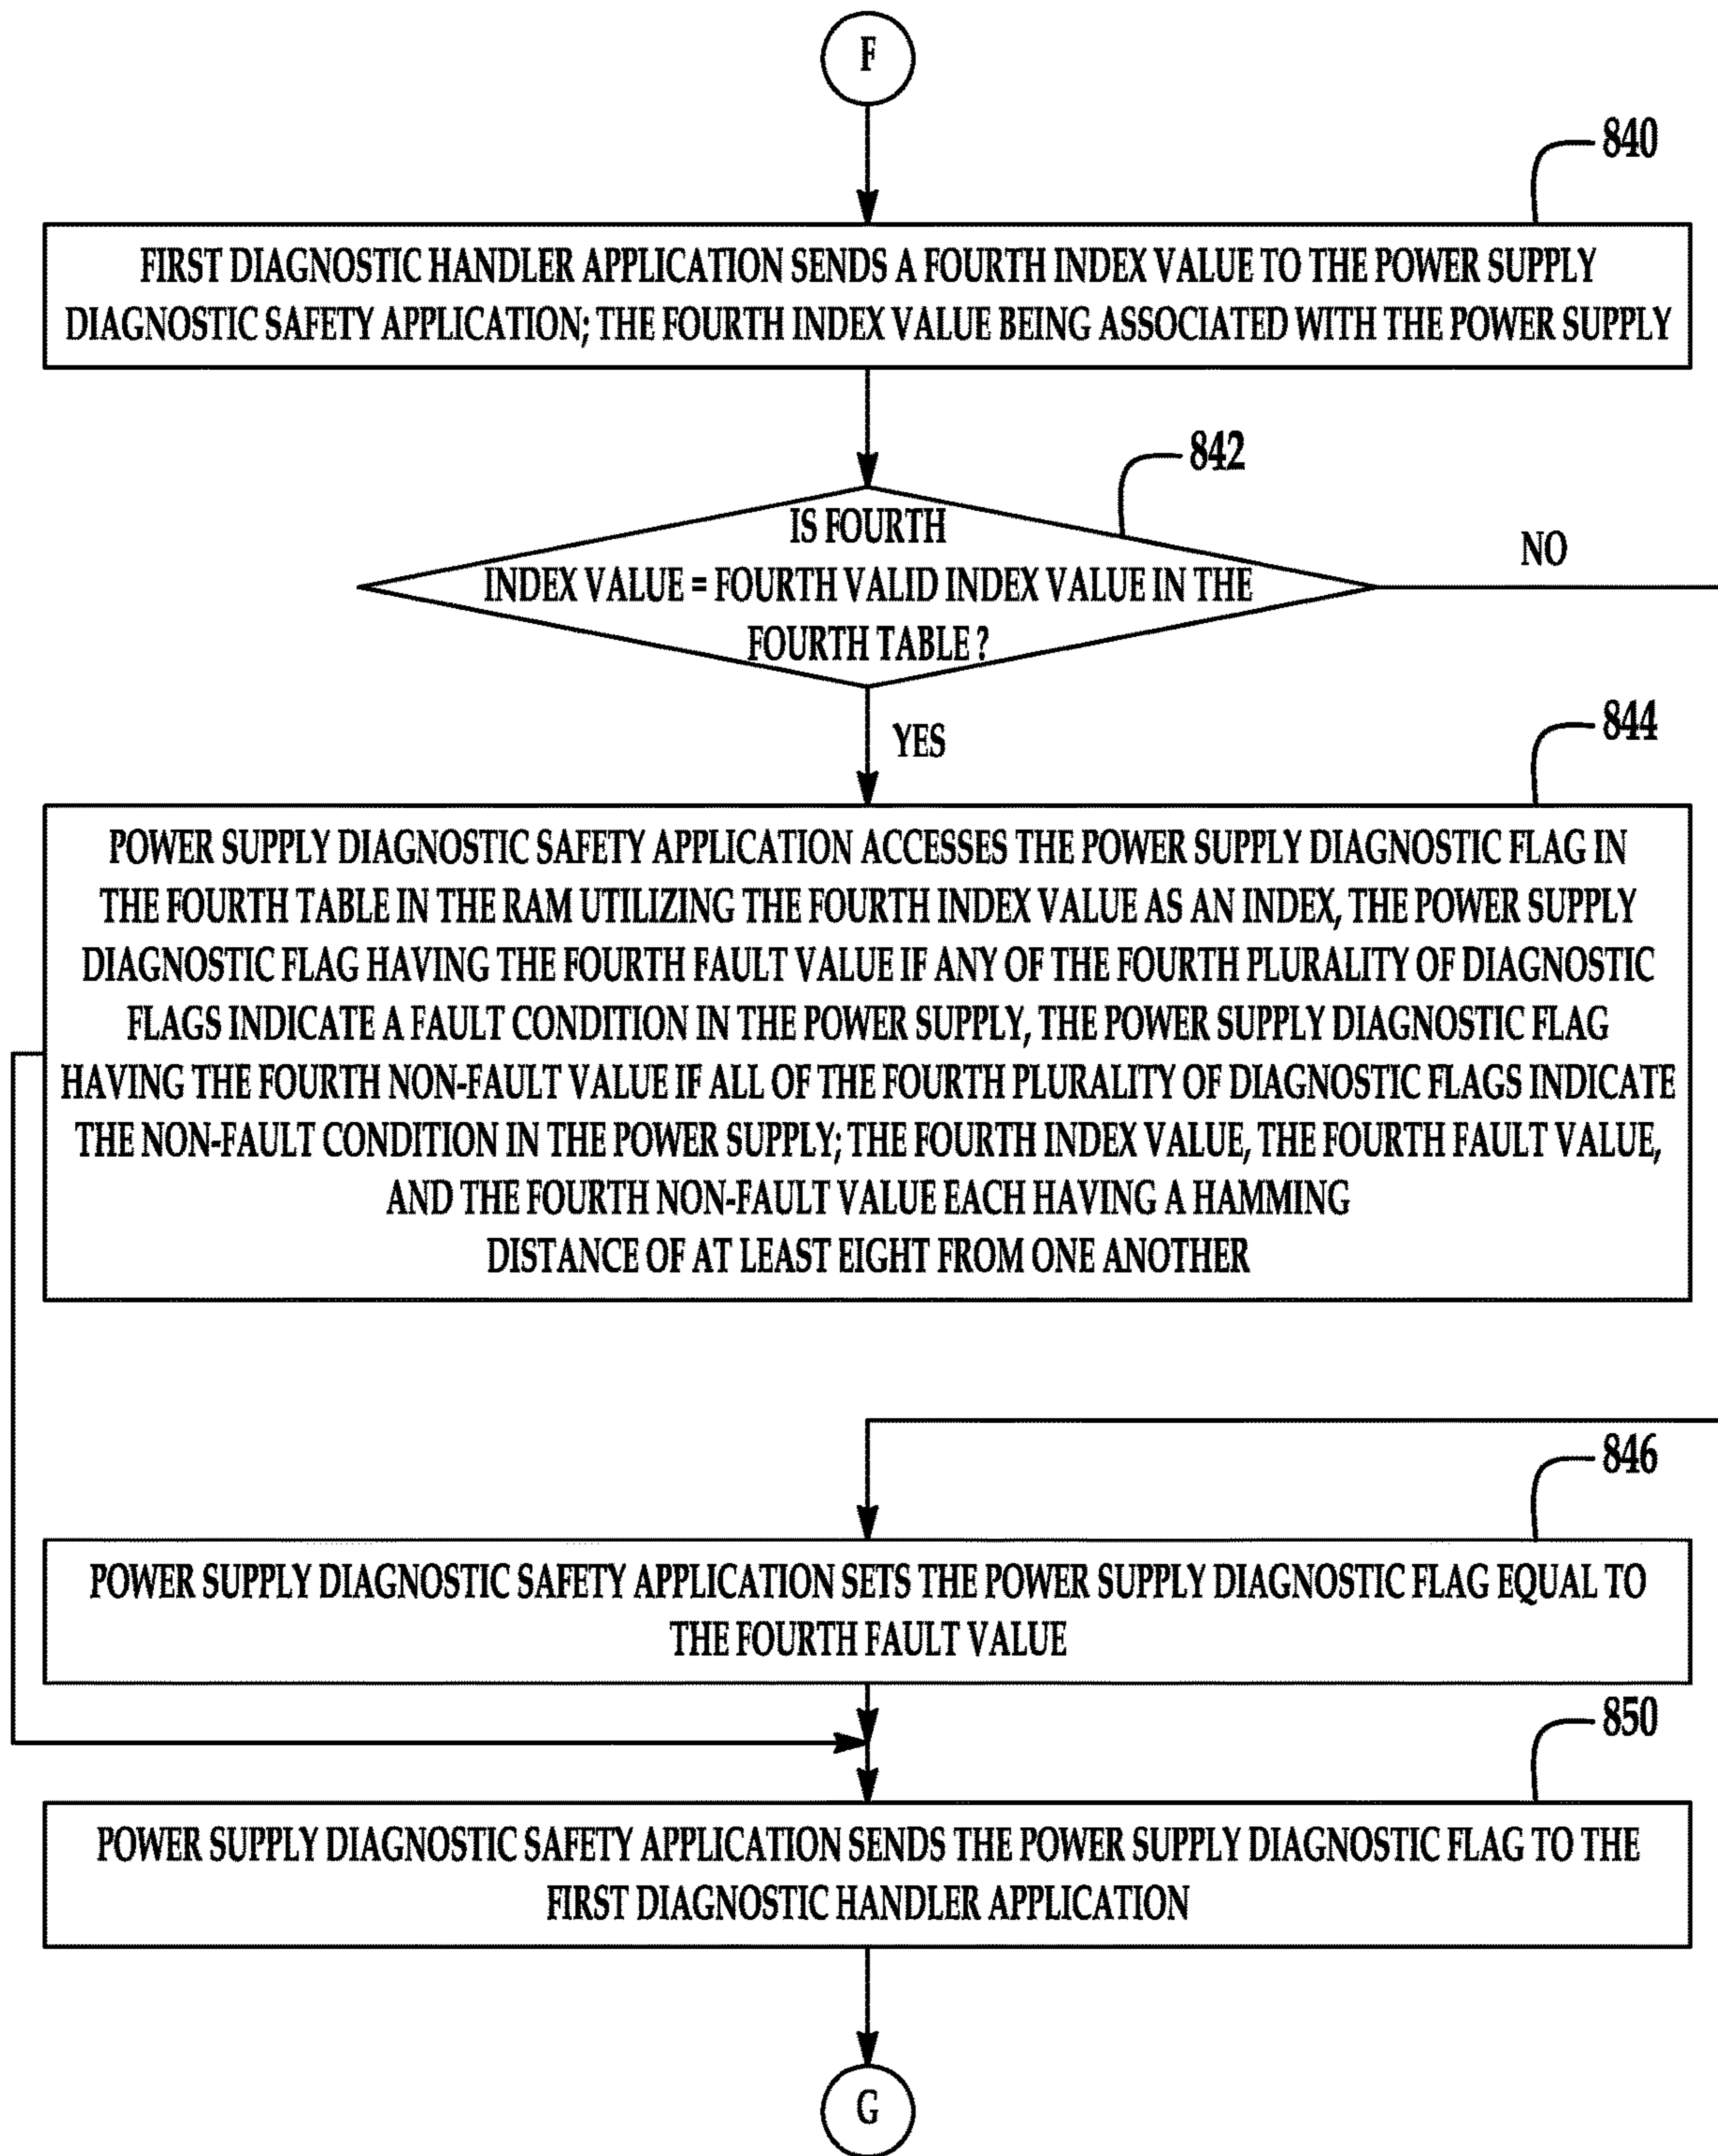 F
840
FIRST DIAGNOSTIC HANDLER APPLICATION SENDS A FOURTH INDEX VALUE TO THE POWER SUPPLY
DIAGNOSTIC SAFETY APPLICATION; THE FOURTH INDEX VALUE BEING ASSOCIATED WITH THE POWER SUPPLY
842
IS FOURTH
INDEX VALUE = FOURTH VALID INDEX VALUE IN THE
FOURTH TABLE ?
NO
YES
844
POWER SUPPLY DIAGNOSTIC SAFETY APPLICATION ACCESSES THE POWER SUPPLY DIAGNOSTIC FLAG IN
THE FOURTH TABLE IN THE RAM UTILIZING THE FOURTH INDEX VALUE AS AN INDEX, THE POWER SUPPLY
DIAGNOSTIC FLAG HAVING THE FOURTH FAULT VALUE IF ANY OF THE FOURTH PLURALITY OF DIAGNOSTIC
FLAGS INDICATE A FAULT CONDITION IN THE POWER SUPPLY, THE POWER SUPPLY DIAGNOSTIC FLAG
HAVING THE FOURTH NON-FAULT VALUE IF ALL OF THE FOURTH PLURALITY OF DIAGNOSTIC FLAGS INDICATE
THE NON-FAULT CONDITION IN THE POWER SUPPLY; THE FOURTH INDEX VALUE, THE FOURTH FAULT VALUE,
AND THE FOURTH NON-FAULT VALUE EACH HAVING A HAMMING
DISTANCE OF AT LEAST EIGHT FROM ONE ANOTHER
846
POWER SUPPLY DIAGNOSTIC SAFETY APPLICATION SETS THE POWER SUPPLY DIAGNOSTIC FLAG EQUAL TO
THE FOURTH FAULT VALUE
850
POWER SUPPLY DIAGNOSTIC SAFETY APPLICATION SENDS THE POWER SUPPLY DIAGNOSTIC FLAG TO THE
FIRST DIAGNOSTIC HANDLER APPLICATION
G